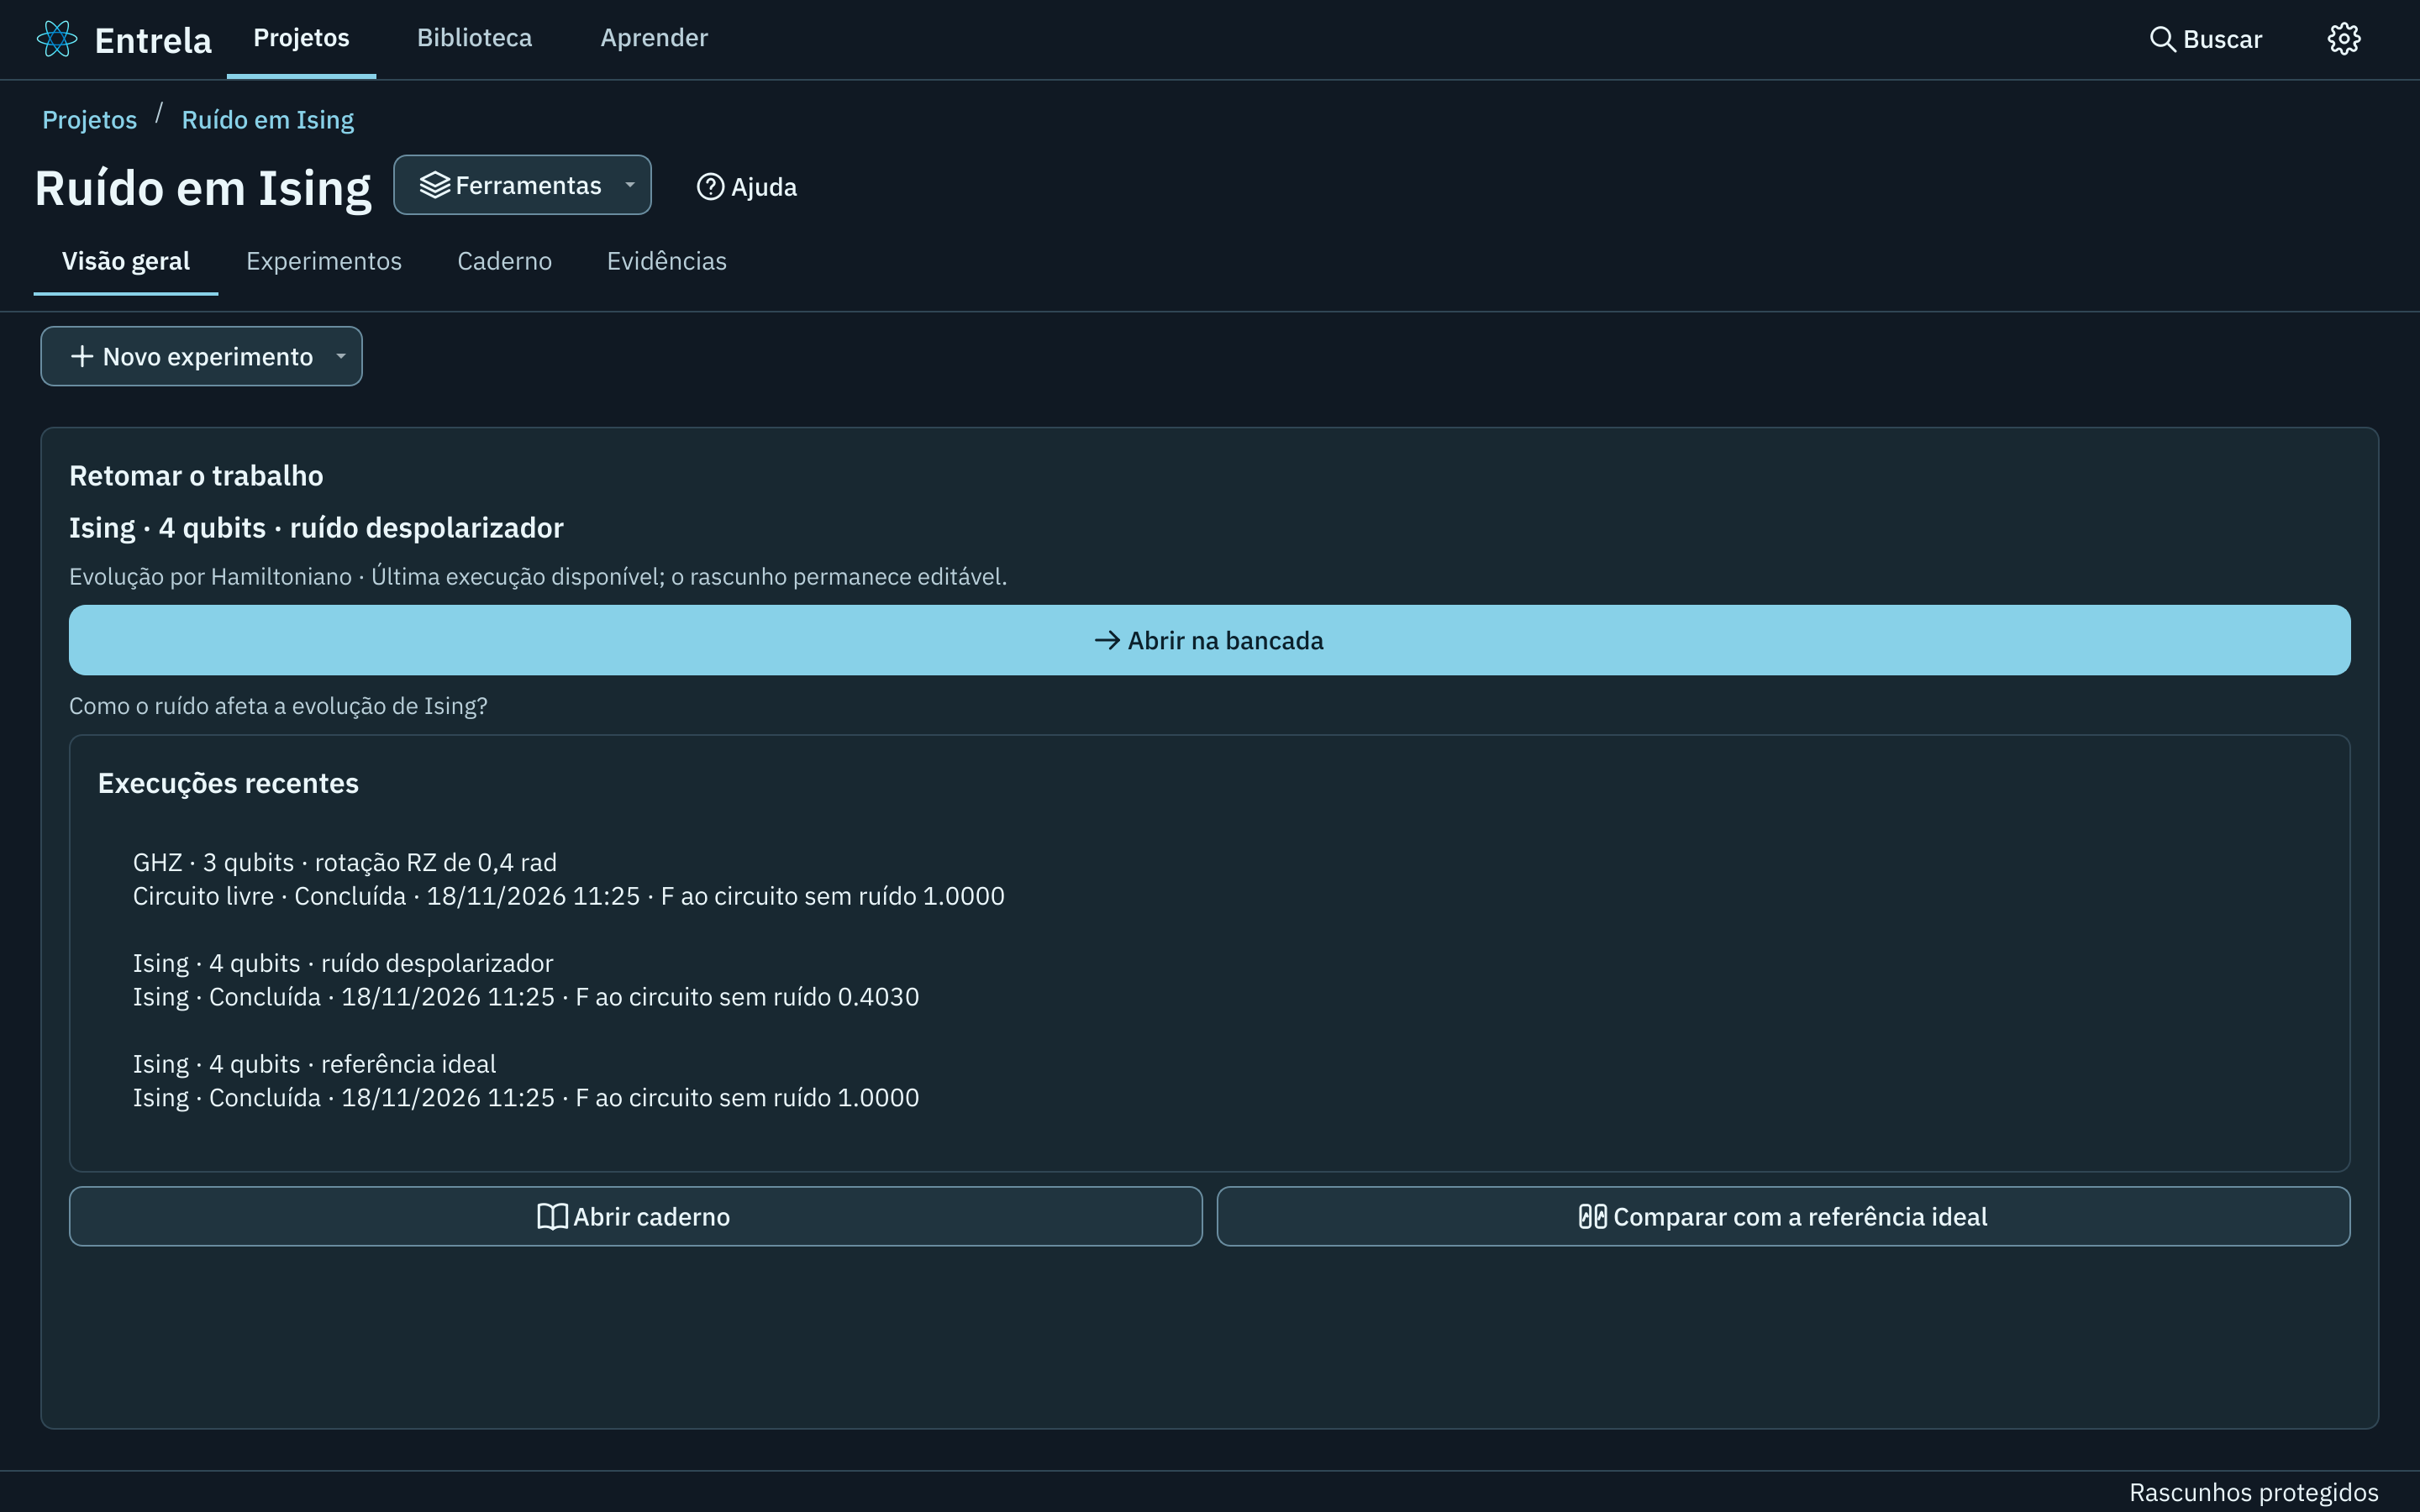 Entrela
Projetos
Biblioteca
Aprender
Buscar
Projetos / Ruído em Ising
Ruído em Ising
Ferramentas
Ajuda
Visão geral
Experimentos
Caderno
Evidências
Novo experimento
Retomar o trabalho
Ising · 4 qubits · ruído despolarizador
Evolução por Hamiltoniano · Última execução disponível; o rascunho permanece editável.
Abrir na bancada
Como o ruído afeta a evolução de Ising?
Execuções recentes
GHZ · 3 qubits · rotação RZ de 0,4 rad
Circuito livre · Concluída · 18/11/2026 11:25 · F ao circuito sem ruído 1.0000
Ising · 4 qubits · ruído despolarizador
Ising · Concluída · 18/11/2026 11:25 · F ao circuito sem ruído 0.4030
Ising · 4 qubits · referência ideal
Ising · Concluída · 18/11/2026 11:25 · F ao circuito sem ruído 1.0000
Abrir caderno
Comparar com a referência ideal
Rascunhos protegidos